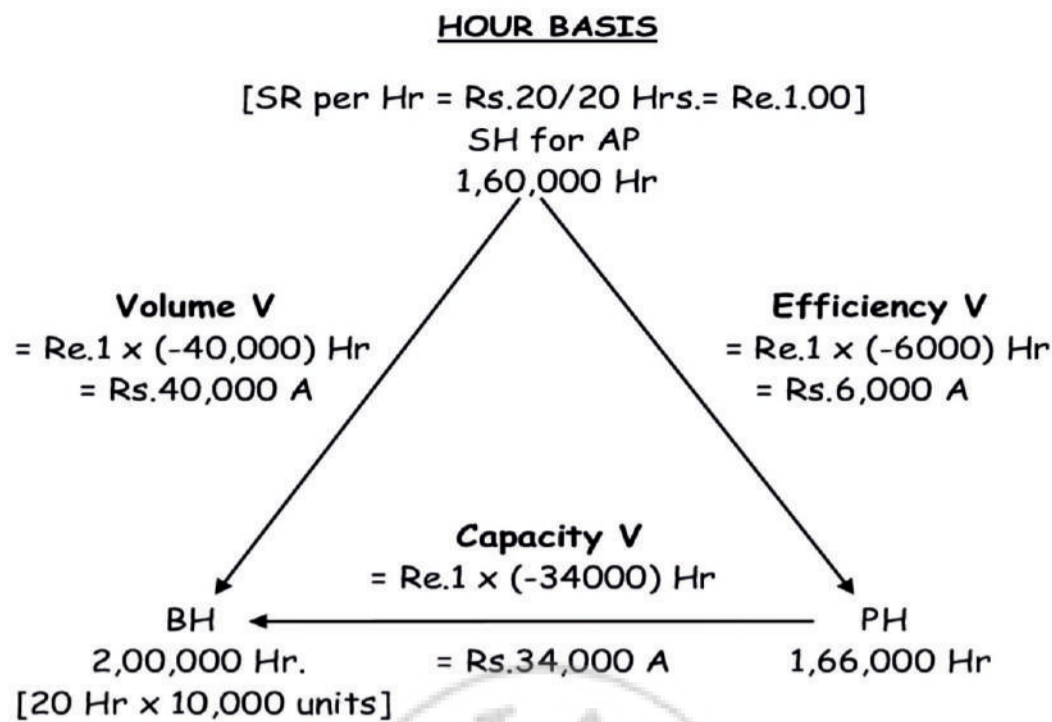 HOUR BASIS
[SR per Hr = Rs.20/20 Hrs.= Re.1.00]
SH for AP
1,60,000 Hr
Volume V
= Re.1 x (-40,000) Hr
= Rs.40,000 A
Efficiency V
= Re.1 x (-6000) Hr
= Rs.6,000 A
Capacity V
= Re.1 x (-34000) Hr
BH
PH
2,00,000 Hr.
= Rs.34,000 A
1,66,000 Hr
[20 Hr x 10,000 units]